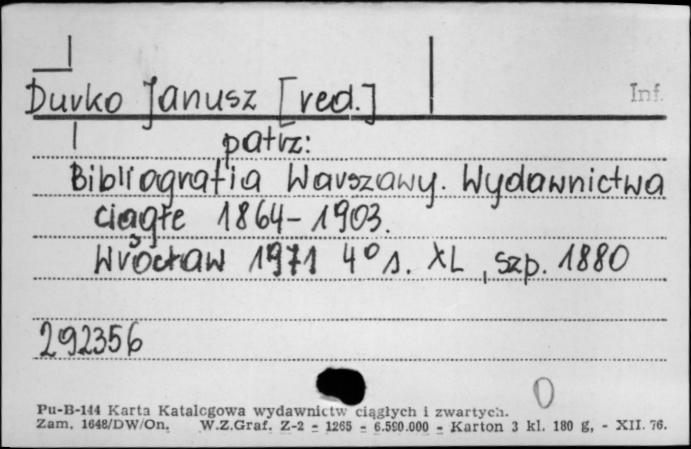 Durko Janusz [red.]
Inf.
patrz:
Bibliografia Warszawy. Wydawnictwa
ciągłe 1864-1903.
Wrocław 1971 4° s. XL, szp. 1880
292356
0
Pu-B-144 Karta Katalogowa wydawnictw ciągłych i zwartych.
Zam. 1648/DW/On. W.Z.Graf. Z-2 - 1265 - 6.590.000 - Karton 3 kl. 180 g, - XII. 76.